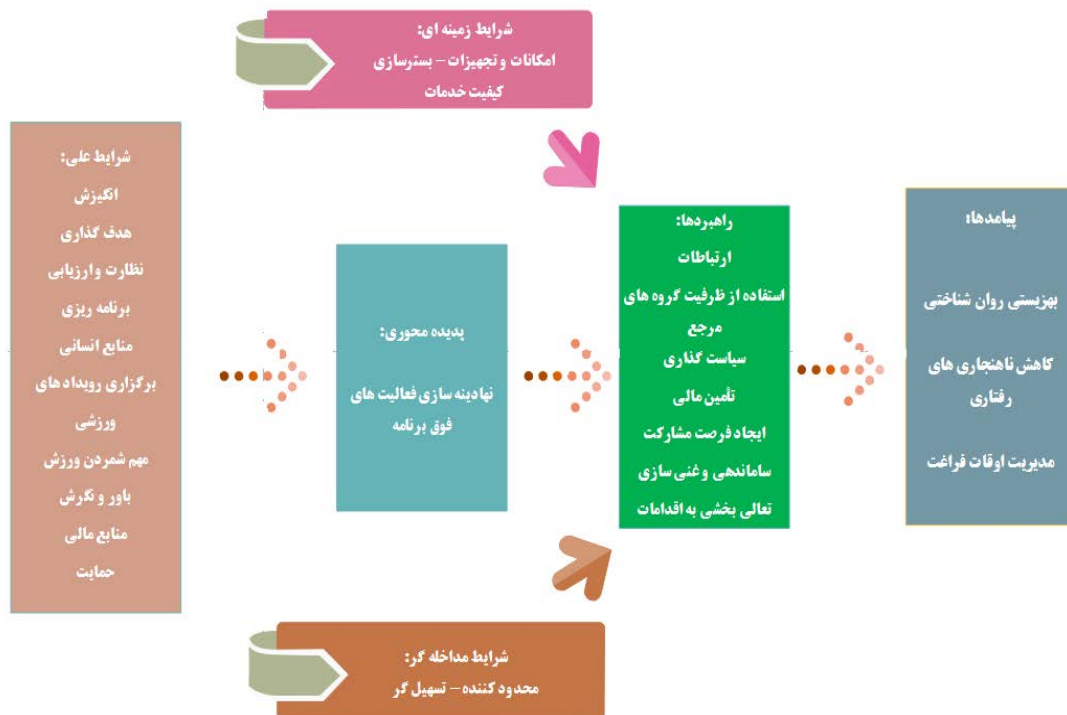 شرایط زمینه ای:
امکانات و تجهیزات – بسترسازی
کیفیت خدمات
شرایط علی:
انگیزش
هدف گذاری
نظارت و ارزیابی
برنامه ریزی
منابع انسانی
برگزاری رویداد های
ورزشی
مهم شمردن ورزش
باور و نگرش
منابع مالی
حمایت
پدیده محوری:
نهادینه سازی فعالیت های
فوق برنامه
راهبردها:
ارتباطات
استفاده از ظرفیت گروه های
مرجع
سیاست گذاری
تأمین مالی
ایجاد فرصت مشارکت
ساماندهی و غنی سازی
تعالی بخشی به اقدامات
پیامدها:
بهزیستی روان شناختی
کاهش ناهنجاری های
رفتاری
مدیریت اوقات فراغت
شرایط مداخله گر:
محدود کننده – تسهیل گر